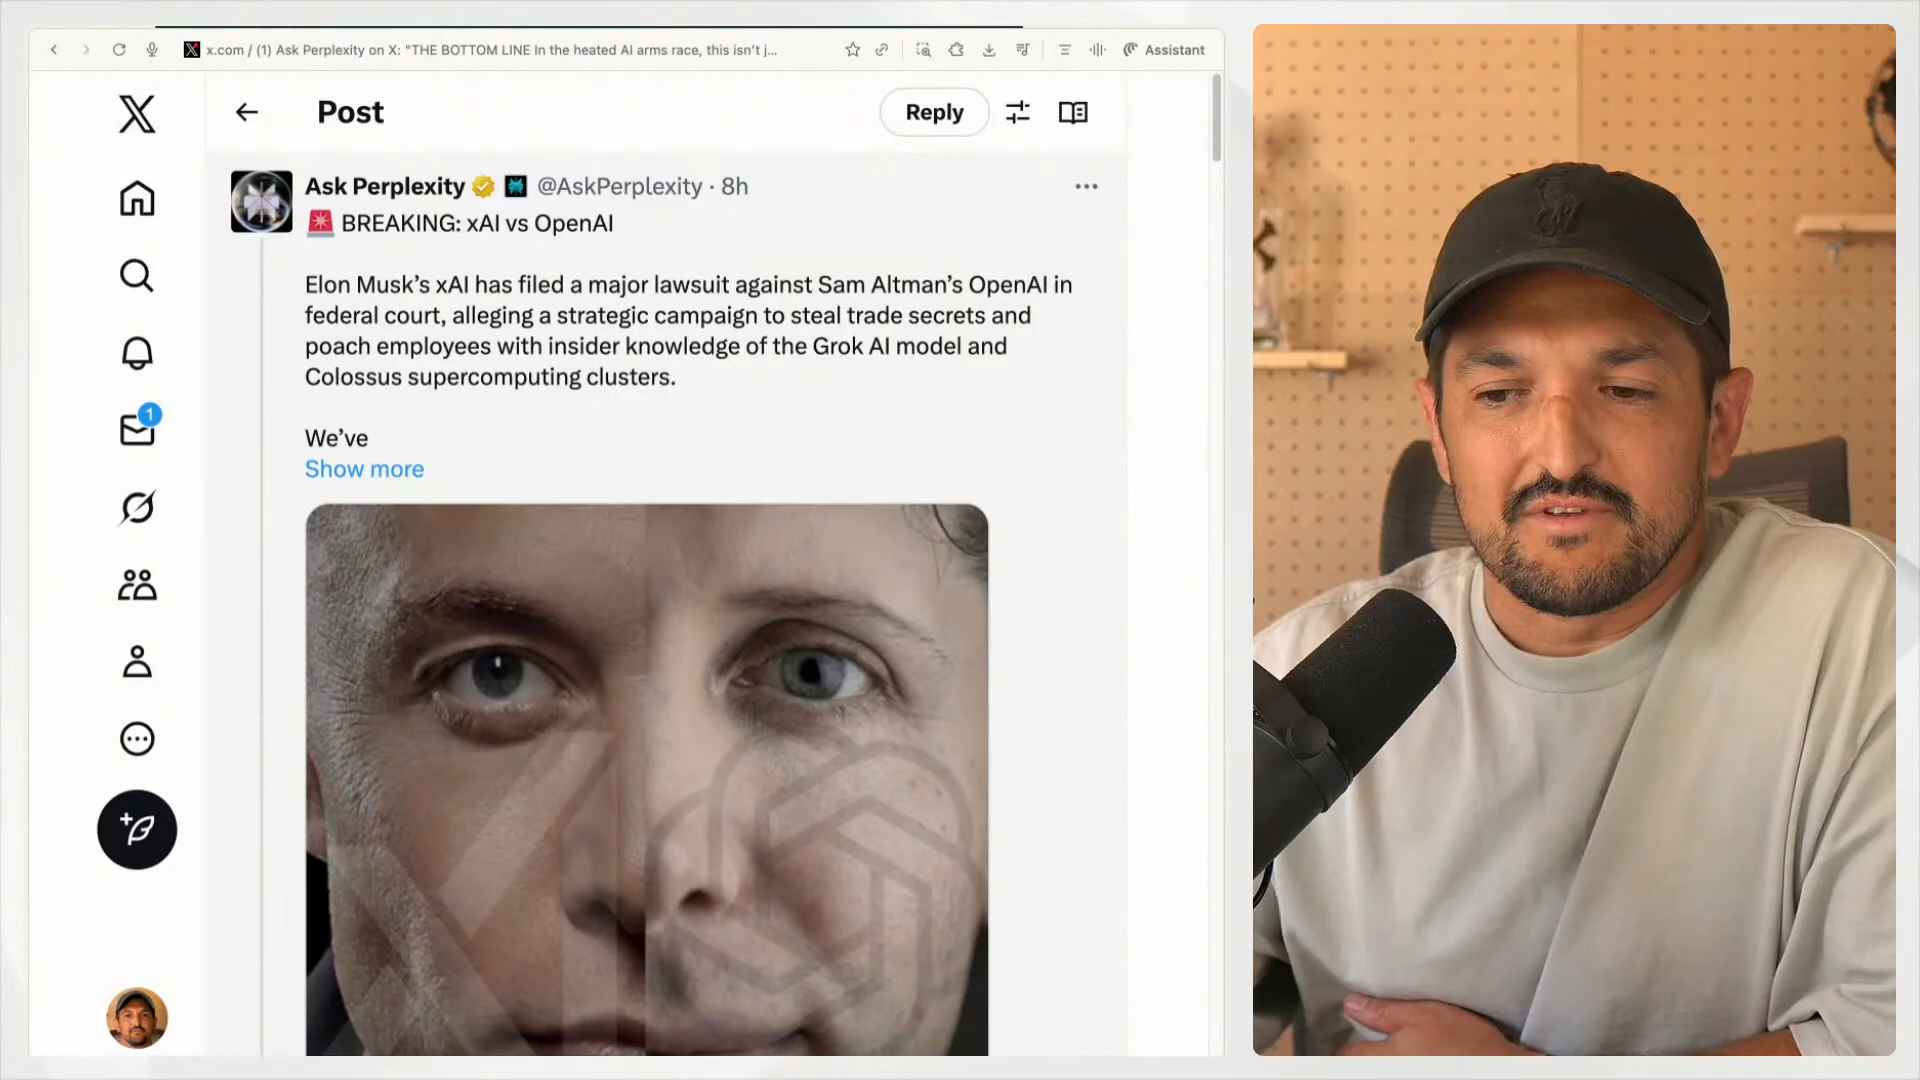 x.com / (1) Ask Perplexity on X: "THE BOTTOM LINE In the heated AI arms race, this isn't j...
Assistant
Post
Reply
Ask Perplexity @AskPerplexity · 8h
BREAKING: xAI vs OpenAI
Elon Musk’s xAI has filed a major lawsuit against Sam Altman’s OpenAI in
federal court, alleging a strategic campaign to steal trade secrets and
poach employees with insider knowledge of the Grok AI model and
Colossus supercomputing clusters.
We’ve
Show more
1